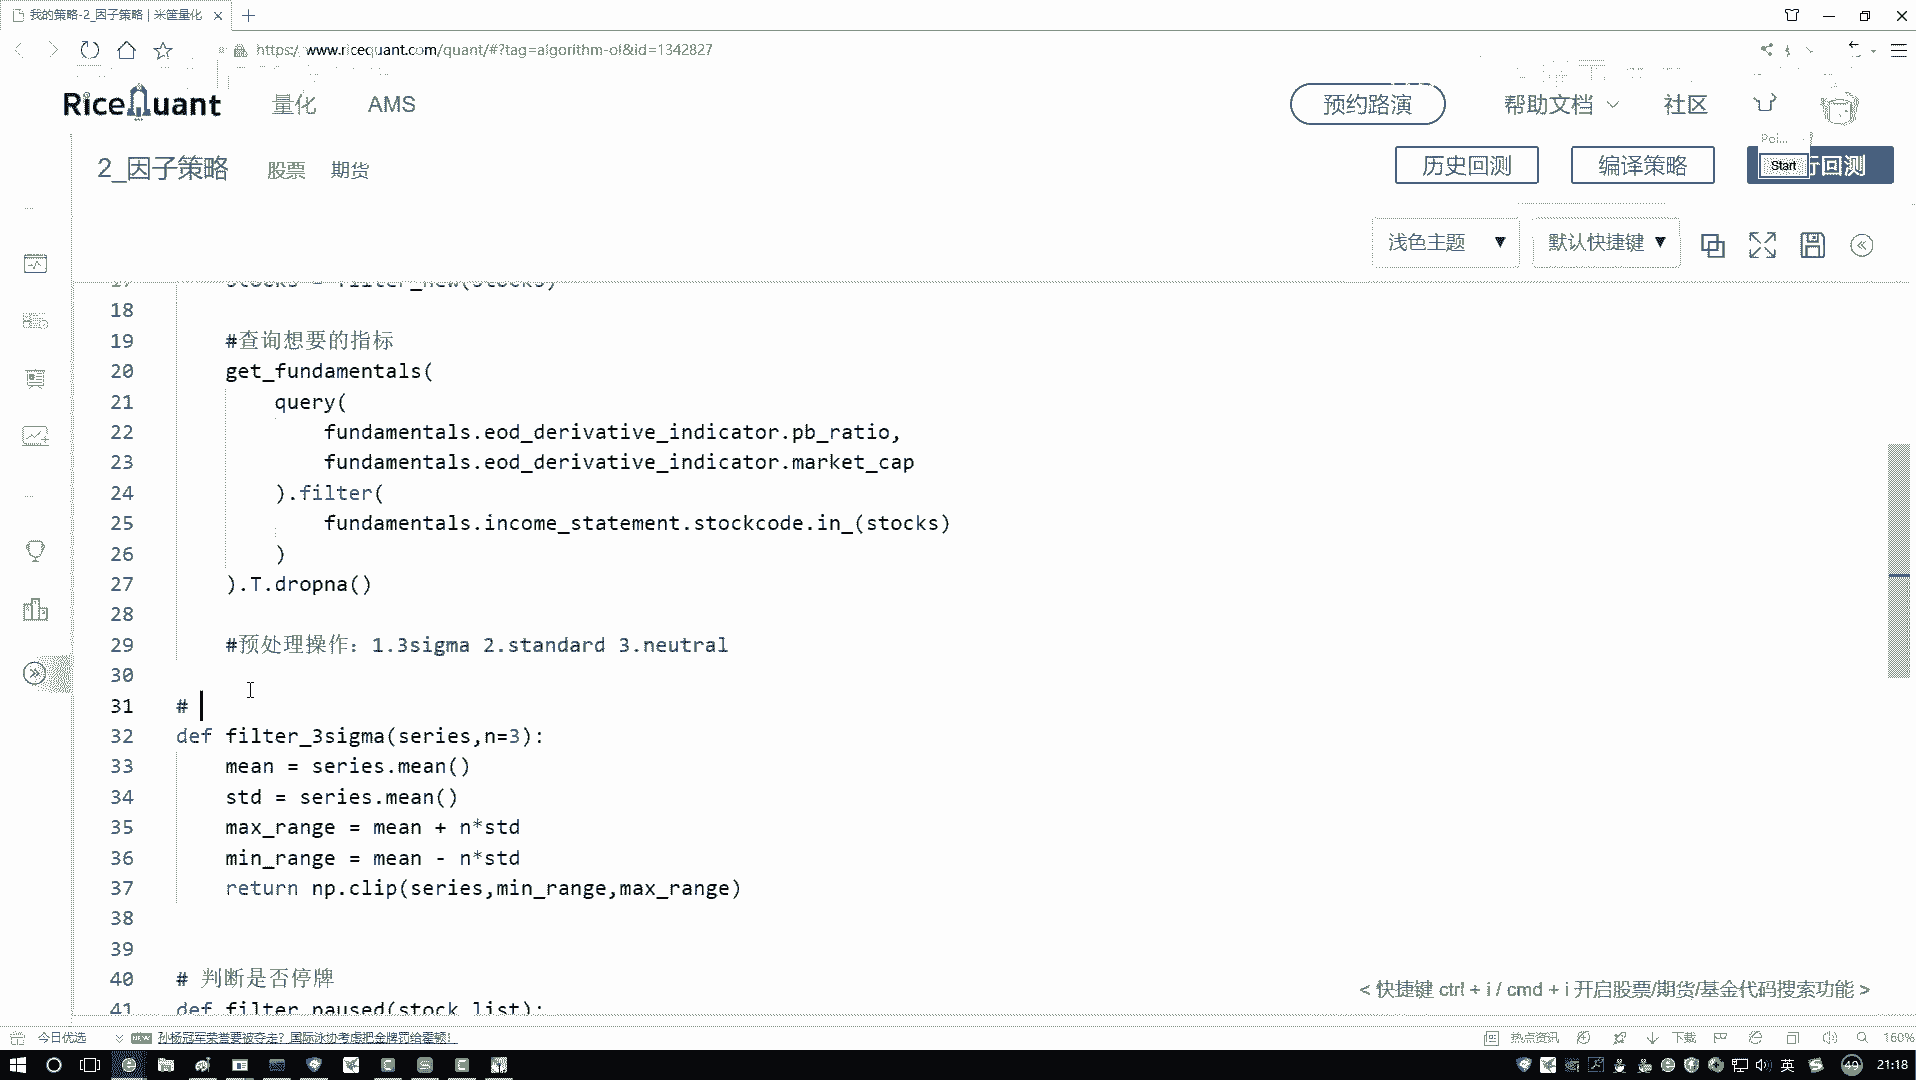 我的策略-2_因子策略 | 米筐量化
https://www.ricequant.com/quant/#?tag=algorithm-ol&id=1342827
RiceQuant 量化 AMS 预约路演 帮助文档 社区
2_因子策略 股票 期货 历史回测 编译策略 行回测
Poi...
Start
浅色主题 ▼ 默认快捷键 ▼
17 stocks = filter_new(stocks)
18
19 #查询想要的指标
20 get_fundamentals(
21 query(
22 fundamentals.eod_derivative_indicator.pb_ratio,
23 fundamentals.eod_derivative_indicator.market_cap
24 ).filter(
25 fundamentals.income_statement.stockcode.in_(stocks)
26 )
27 ).T.dropna()
28
29 #预处理操作：1.3sigma 2.standard 3.neutral
30
31 #
32 def filter_3sigma(series,n=3):
33 mean = series.mean()
34 std = series.mean()
35 max_range = mean + n*std
36 min_range = mean - n*std
37 return np.clip(series,min_range,max_range)
38
39
40 # 判断是否停牌
41 def filter_paused(stock_list):
< 快捷键 ctrl + i / cmd + i 开启股票/期货/基金代码搜索功能 >
今日优选 NEW 孙杨冠军荣誉要被夺走？国际泳协考虑把金牌罚给霍顿！ 热点资讯 下载 160%
英 49 21:18